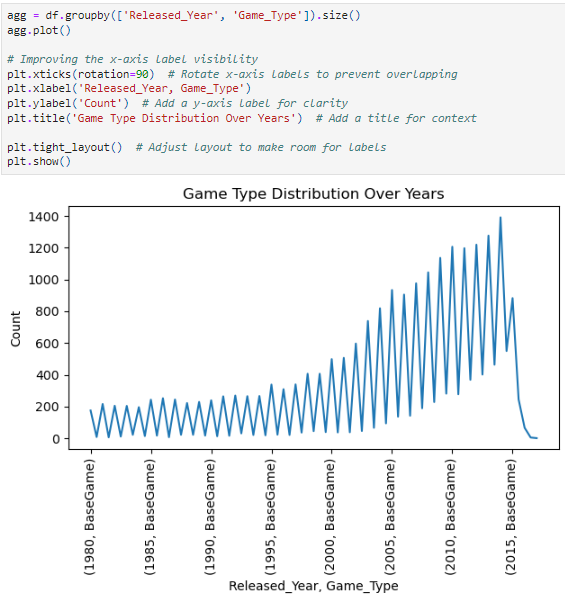 agg = df.groupby(['Released_Year', 'Game_Type']).size()
agg.plot()
# Improving the x-axis label visibility
plt.xticks(rotation=90)  # Rotate x-axis labels to prevent overlapping
plt.xlabel('Released_Year, Game_Type')
plt.ylabel('Count')  # Add a y-axis label for clarity
plt.title('Game Type Distribution Over Years')  # Add a title for context
plt.tight_layout()  # Adjust layout to make room for labels
plt.show()
Game Type Distribution Over Years
1400
1200
1000
800
600
400
200
0
Count
(1980, BaseGame)
(1985, BaseGame)
(1990, BaseGame)
(1995, BaseGame)
(2000, BaseGame)
(2005, BaseGame)
(2010, BaseGame)
(2015, BaseGame)
Released_Year, Game_Type